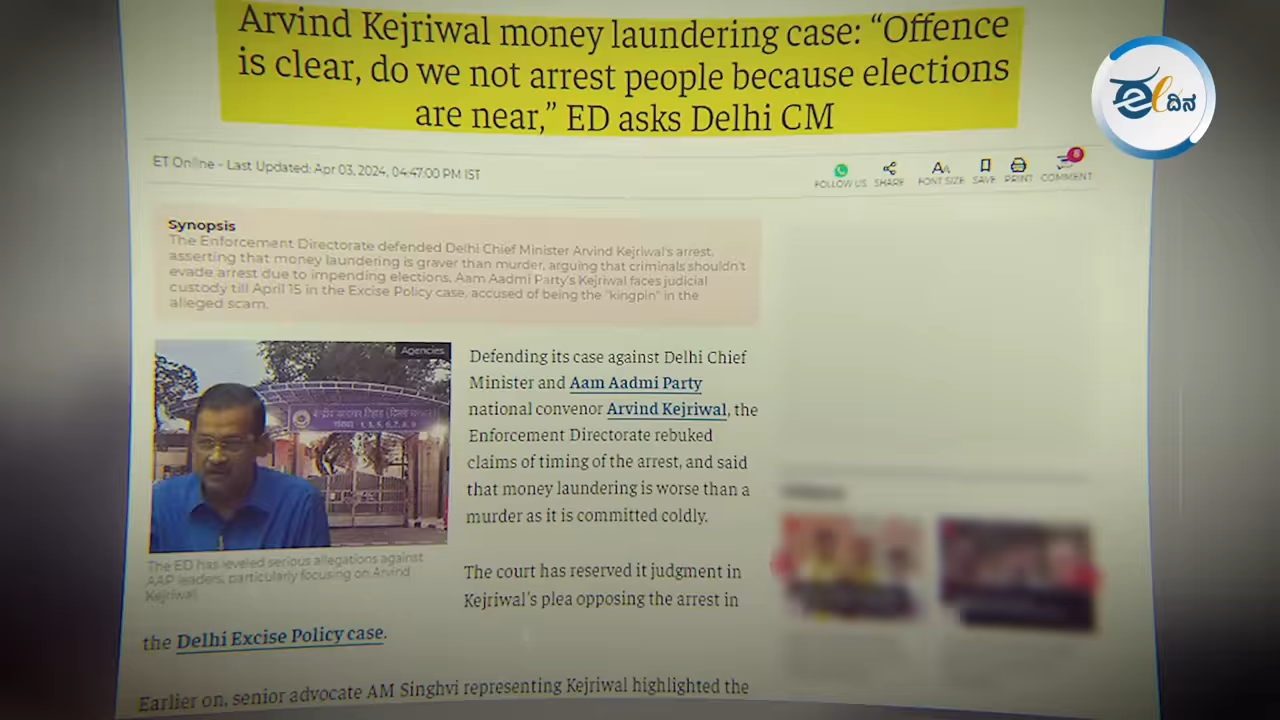 Arvind Kejriwal money laundering case: “Offence
is clear, do we not arrest people because elections
are near,” ED asks Delhi CM
ದಿನ
ET Online - Last Updated: Apr 03, 2024, 04:47:00 PM IST
FOLLOW US SHARE FONT SIZE SAVE PRINT COMMENT
Synopsis
The Enforcement Directorate defended Delhi Chief Minister Arvind Kejriwal's arrest,
asserting that money laundering is graver than murder, arguing that criminals shouldn't
evade arrest due to impending elections. Aam Aadmi Party's Kejriwal faces judicial
custody till April 15 in the Excise Policy case, accused of being the "kingpin" in the
alleged scam.
Agencies
The ED has leveled serious allegations against
AAP leaders, particularly focusing on Arvind
Kejriwal
Defending its case against Delhi Chief
Minister and Aam Aadmi Party
national convenor Arvind Kejriwal, the
Enforcement Directorate rebuked
claims of timing of the arrest, and said
that money laundering is worse than a
murder as it is committed coldly.
The court has reserved it judgment in
Kejriwal’s plea opposing the arrest in
the Delhi Excise Policy case.
Earlier on, senior advocate AM Singhvi representing Kejriwal highlighted the